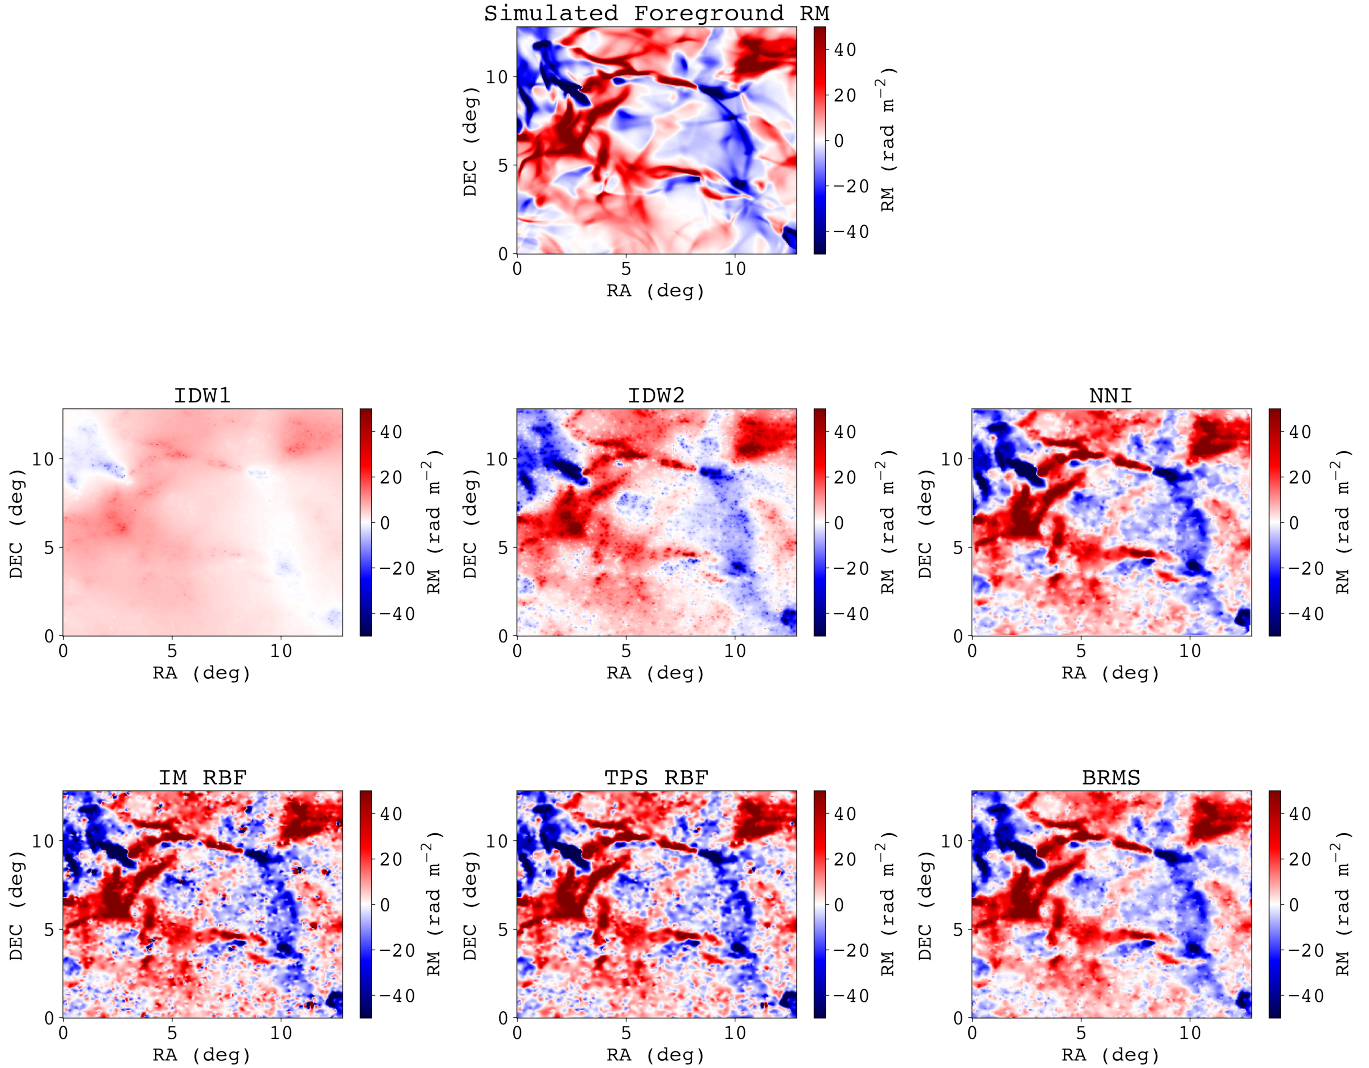 Simulated Foreground RM
DEC (deg)
10
5
0
0 5 10
RA (deg)
40
20
0
−20
−40
RM (rad m−2)
IDW1
DEC (deg)
10
5
0
0 5 10
RA (deg)
40
20
0
−20
−40
RM (rad m−2)
IDW2
DEC (deg)
10
5
0
0 5 10
RA (deg)
40
20
0
−20
−40
RM (rad m−2)
NNI
DEC (deg)
10
5
0
0 5 10
RA (deg)
40
20
0
−20
−40
RM (rad m−2)
IM RBF
DEC (deg)
10
5
0
0 5 10
RA (deg)
40
20
0
−20
−40
RM (rad m−2)
TPS RBF
DEC (deg)
10
5
0
0 5 10
RA (deg)
40
20
0
−20
−40
RM (rad m−2)
BRMS
DEC (deg)
10
5
0
0 5 10
RA (deg)
40
20
0
−20
−40
RM (rad m−2)